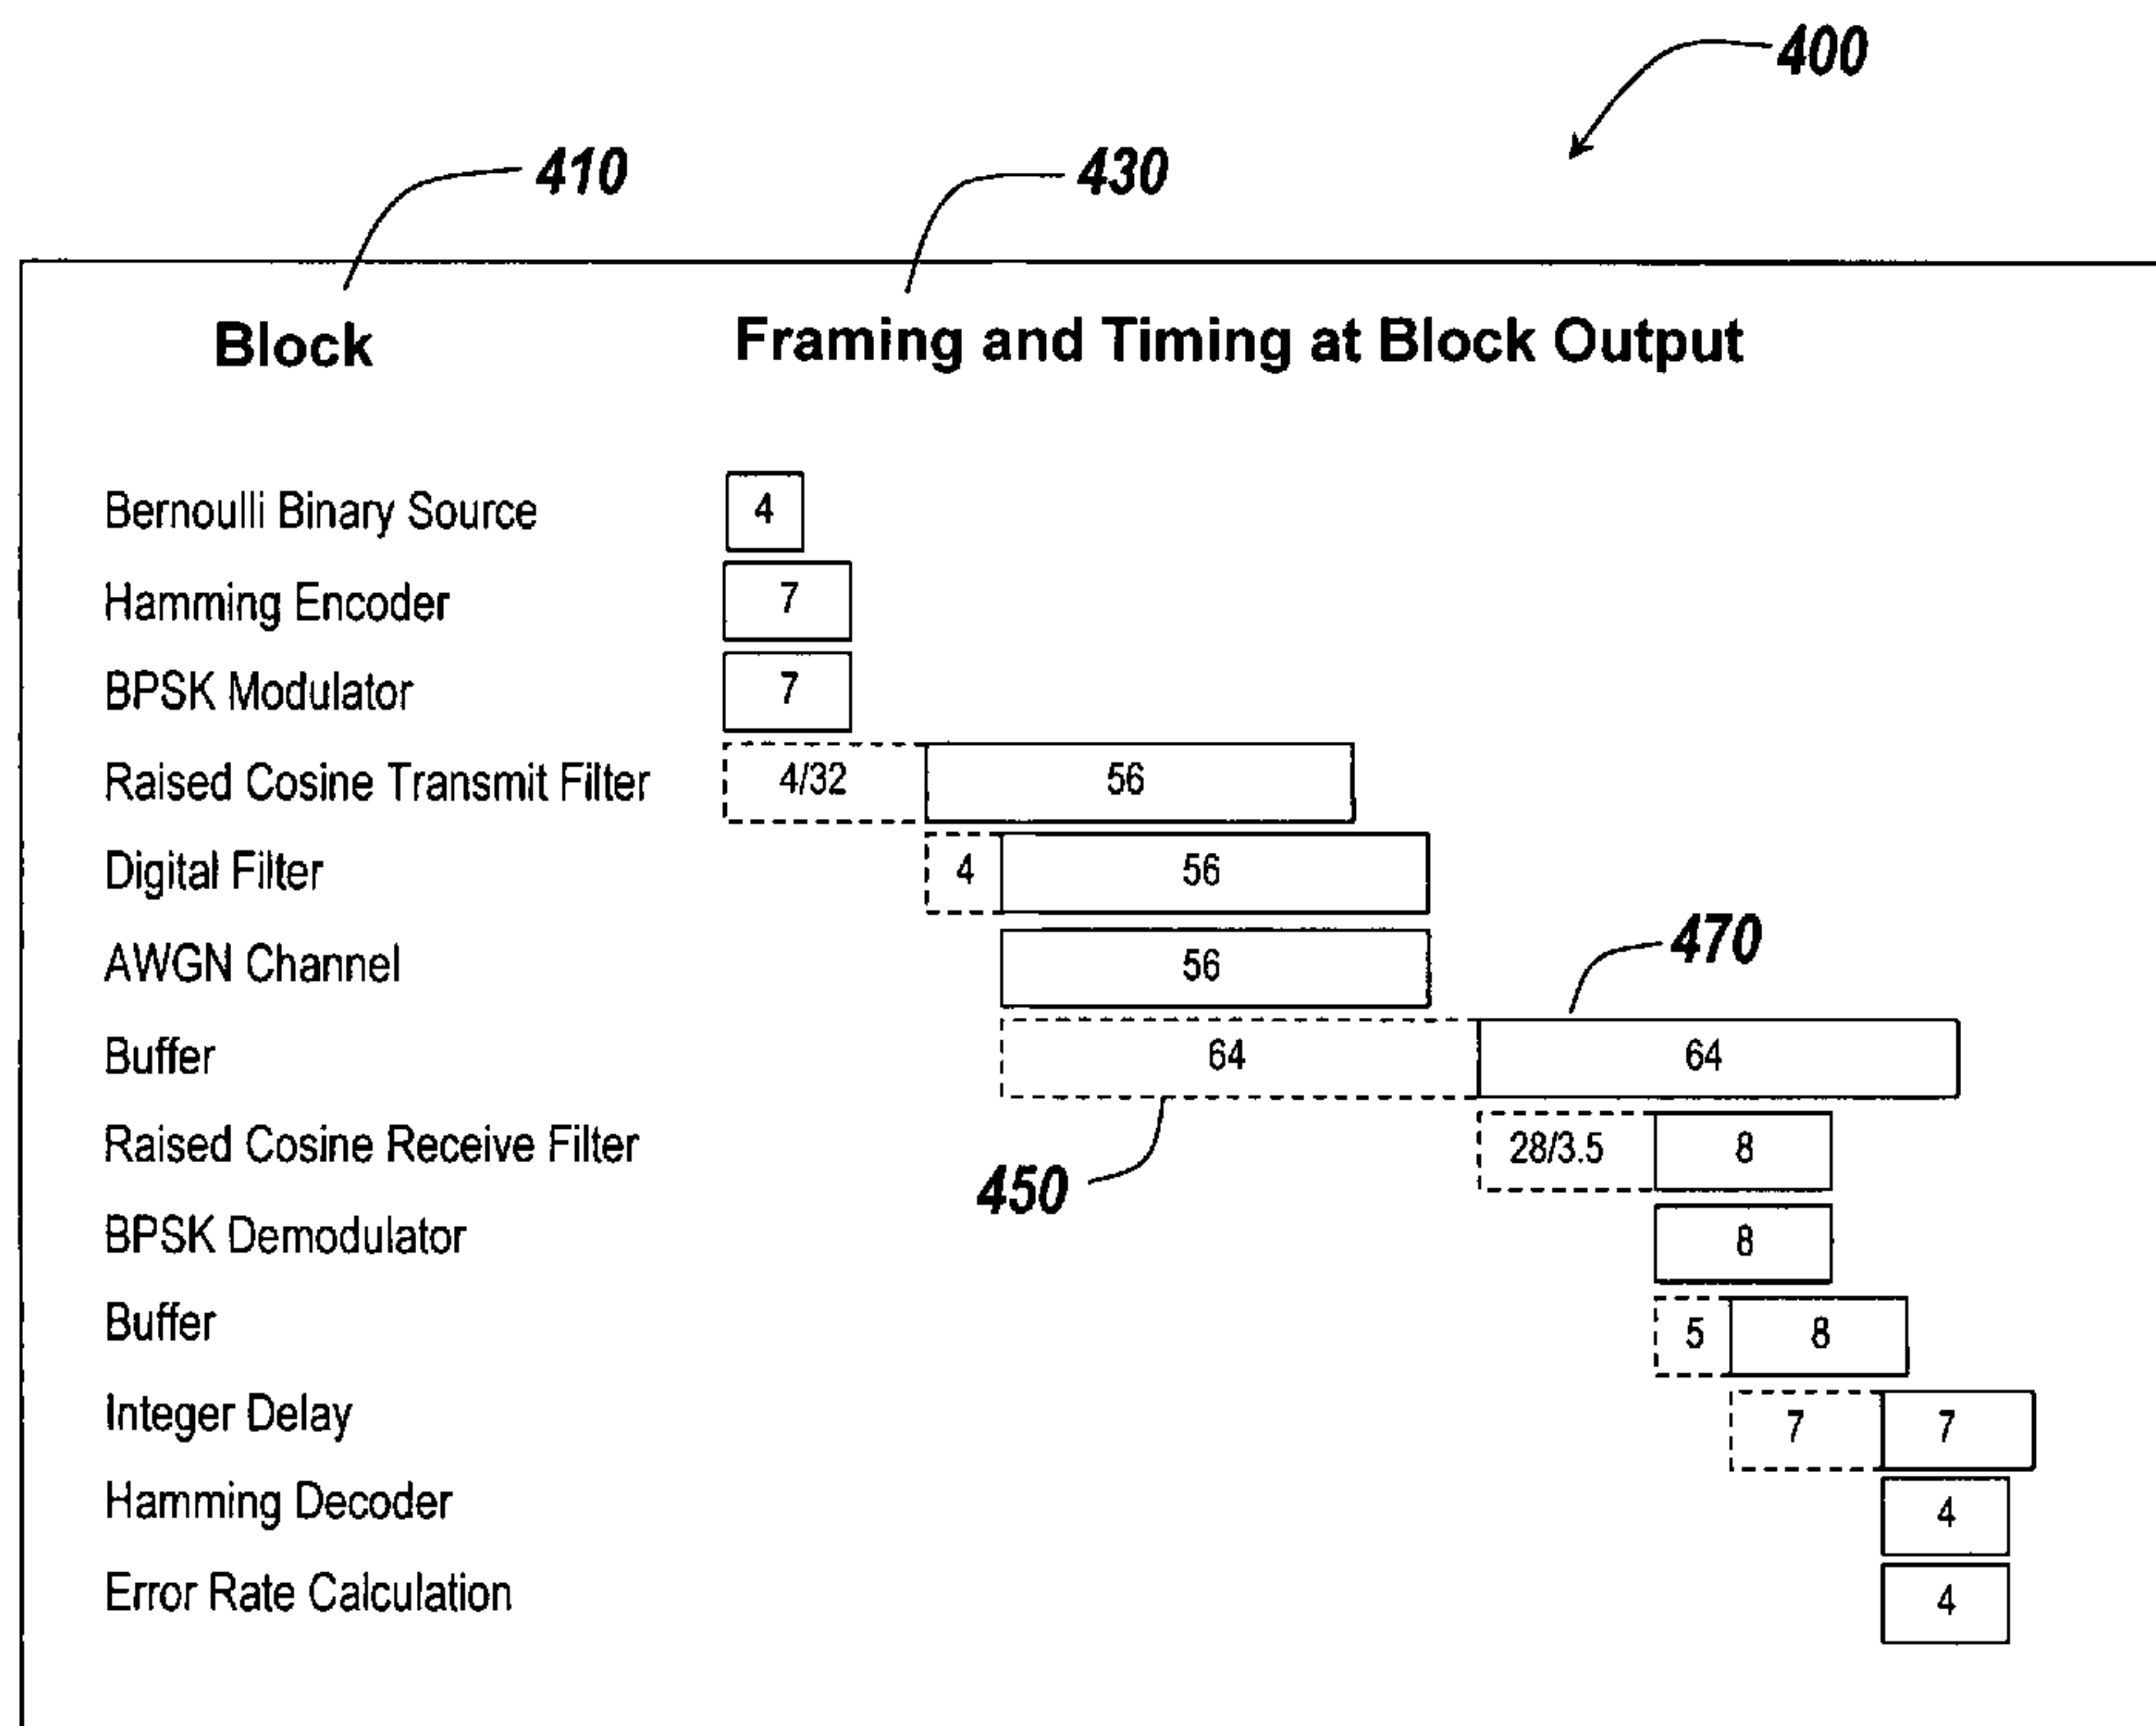 400
410
430
Block
Framing and Timing at Block Output
Bernoulli Binary Source
4
Hamming Encoder
7
BPSK Modulator
7
Raised Cosine Transmit Filter
4/32
56
Digital Filter
4
56
AWGN Channel
56
470
Buffer
64
64
450
Raised Cosine Receive Filter
28/3.5
8
BPSK Demodulator
8
Buffer
5
8
Integer Delay
7
7
Hamming Decoder
4
Error Rate Calculation
4